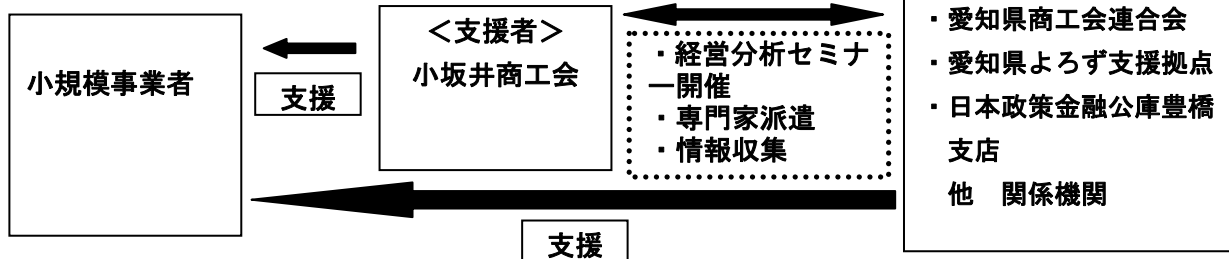 小規模事業者
支援
＜支援者＞
小坂井商工会
・経営分析セミナ
ー開催
・専門家派遣
・情報収集
・愛知県商工会連合会
・愛知県よろず支援拠点
・日本政策金融公庫豊橋
支店
他　関係機関
支援